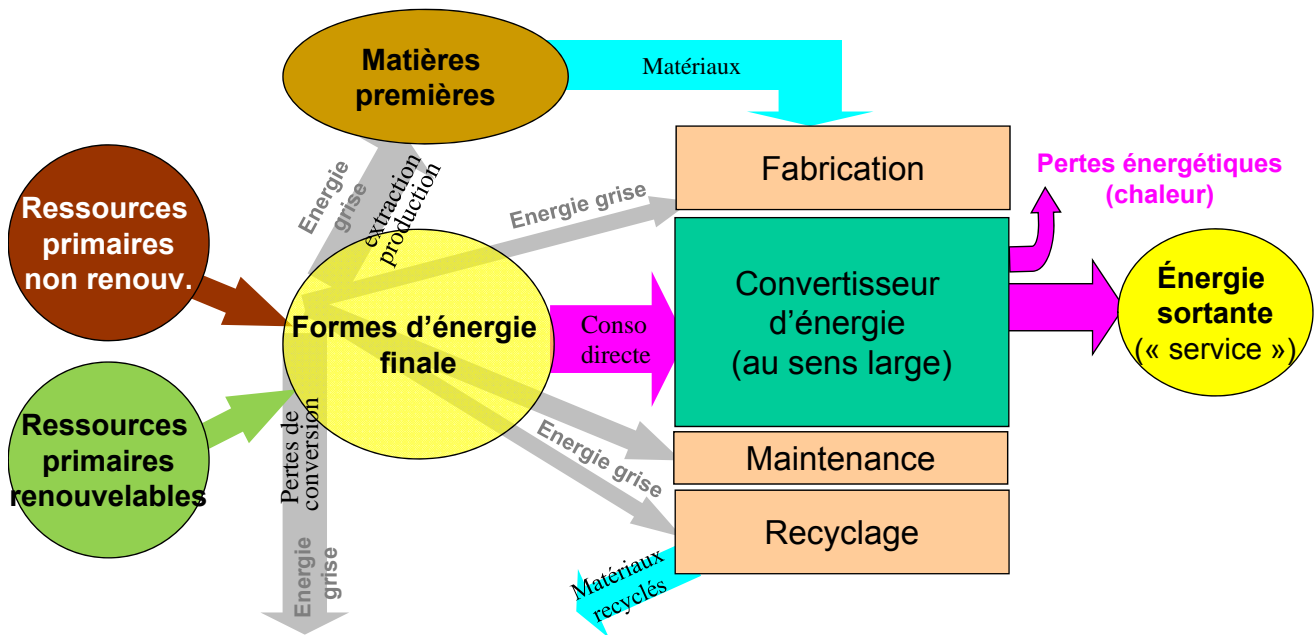 Matières
premières
Matériaux
Fabrication
Pertes énergétiques
(chaleur)
Ressources
primaires
non renouv.
Energie
grise
extraction
production
Energie grise
Formes d’énergie
finale
Conso
directe
Convertisseur
d’énergie
(au sens large)
Énergie
sortante
(« service »)
Ressources
primaires
renouvelables
Pertes de
conversion
Energie
grise
Energie grise
Maintenance
Recyclage
Matériaux
recyclés